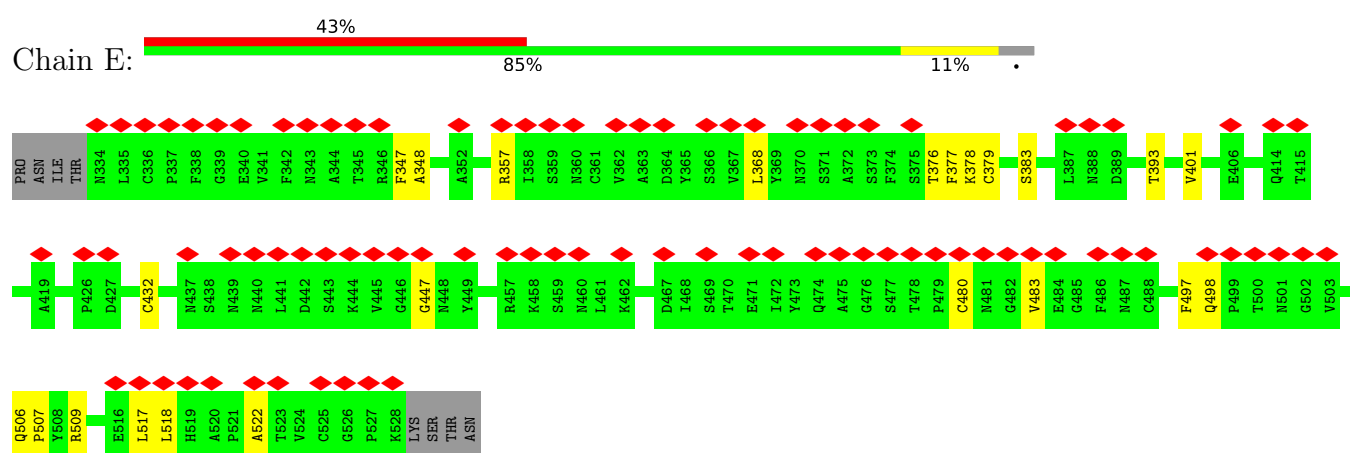 43%
Chain E:
85% 11% •
PRO ASN ILE THR N334 L335 C336 P337 F338 G339 E340 V341 F342 N343 A344 T345 R346 F347 A348 A352 R357 I358 S359 N360 C361 V362 A363 D364 Y365 S366 V367 L368 Y369 N370 S371 A372 S373 F374 S375 T376 F377 K378 C379 S383 L387 N388 D389 T393 V401 E406 Q414 T415
A419 P426 D427 C432 N437 S438 N439 N440 L441 D442 S443 K444 V445 G446 G447 N448 Y449 R457 K458 S459 N460 L461 K462 D467 I468 S469 T470 E471 I472 Y473 Q474 A475 G476 S477 T478 P479 C480 N481 G482 V483 E484 G485 F486 N487 C488 F497 Q498 P499 T500 N501 G502 V503
Q506 P507 Y508 R509 E516 L517 L518 H519 A520 P521 A522 T523 V524 C525 G526 P527 K528 LYS SER THR ASN